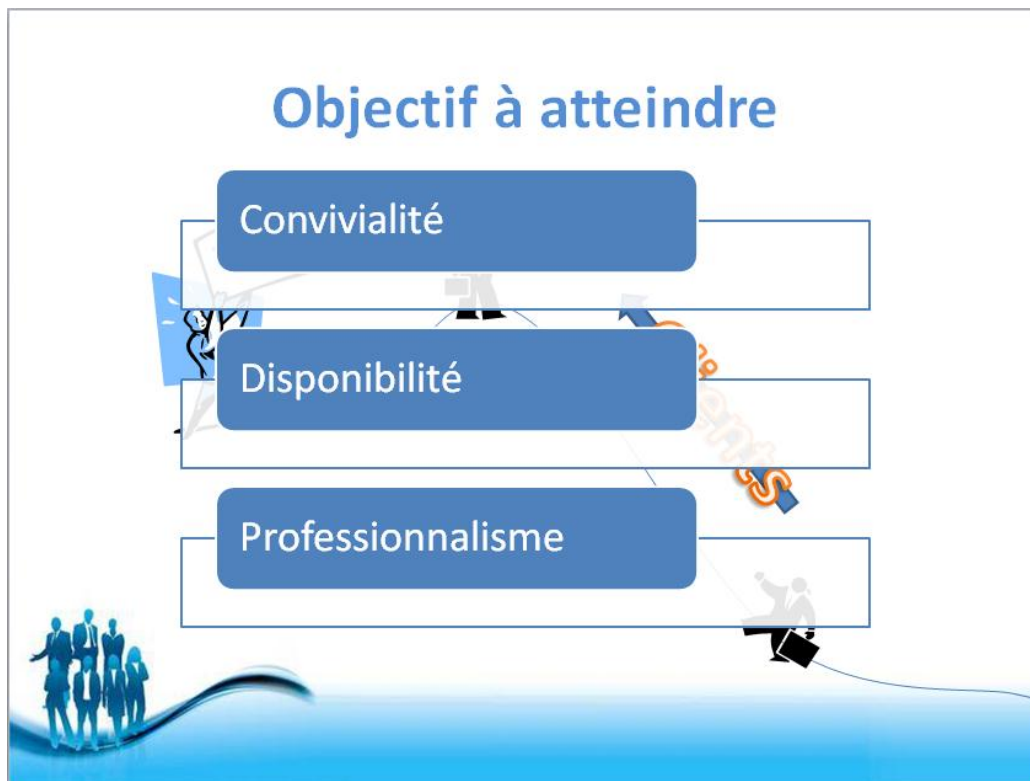 Objectif à atteindre
Convivialité
Disponibilité
Professionnalisme